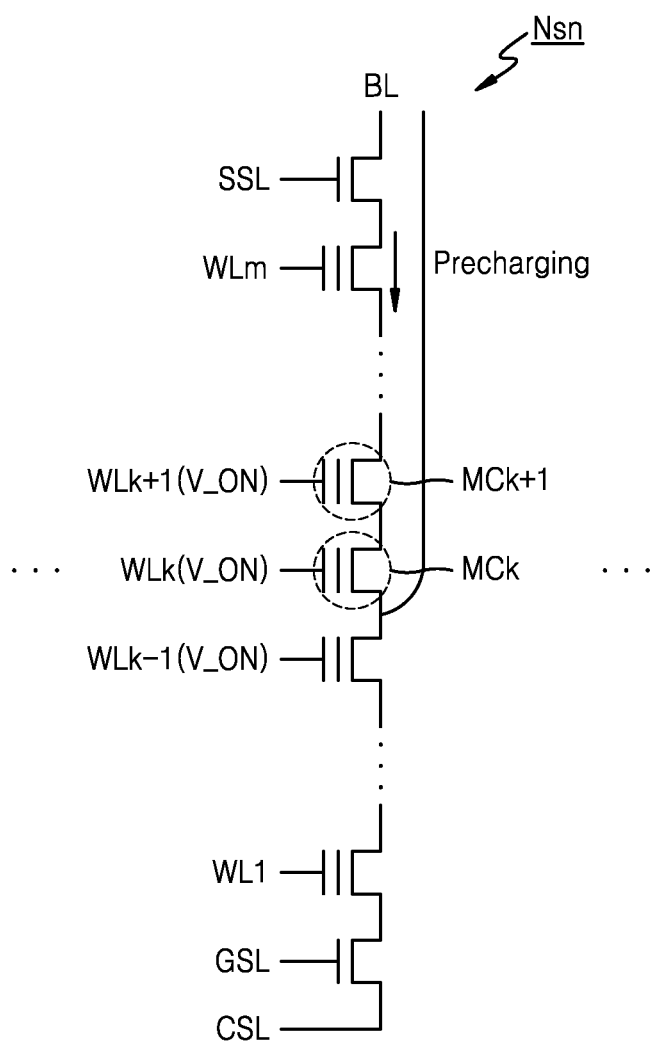 Nsn
BL
SSL
WLm
Precharging
WLk+1(V_ON)
MCk+1
. . .
WLk(V_ON)
MCk
. . .
WLk-1(V_ON)
WL1
GSL
CSL